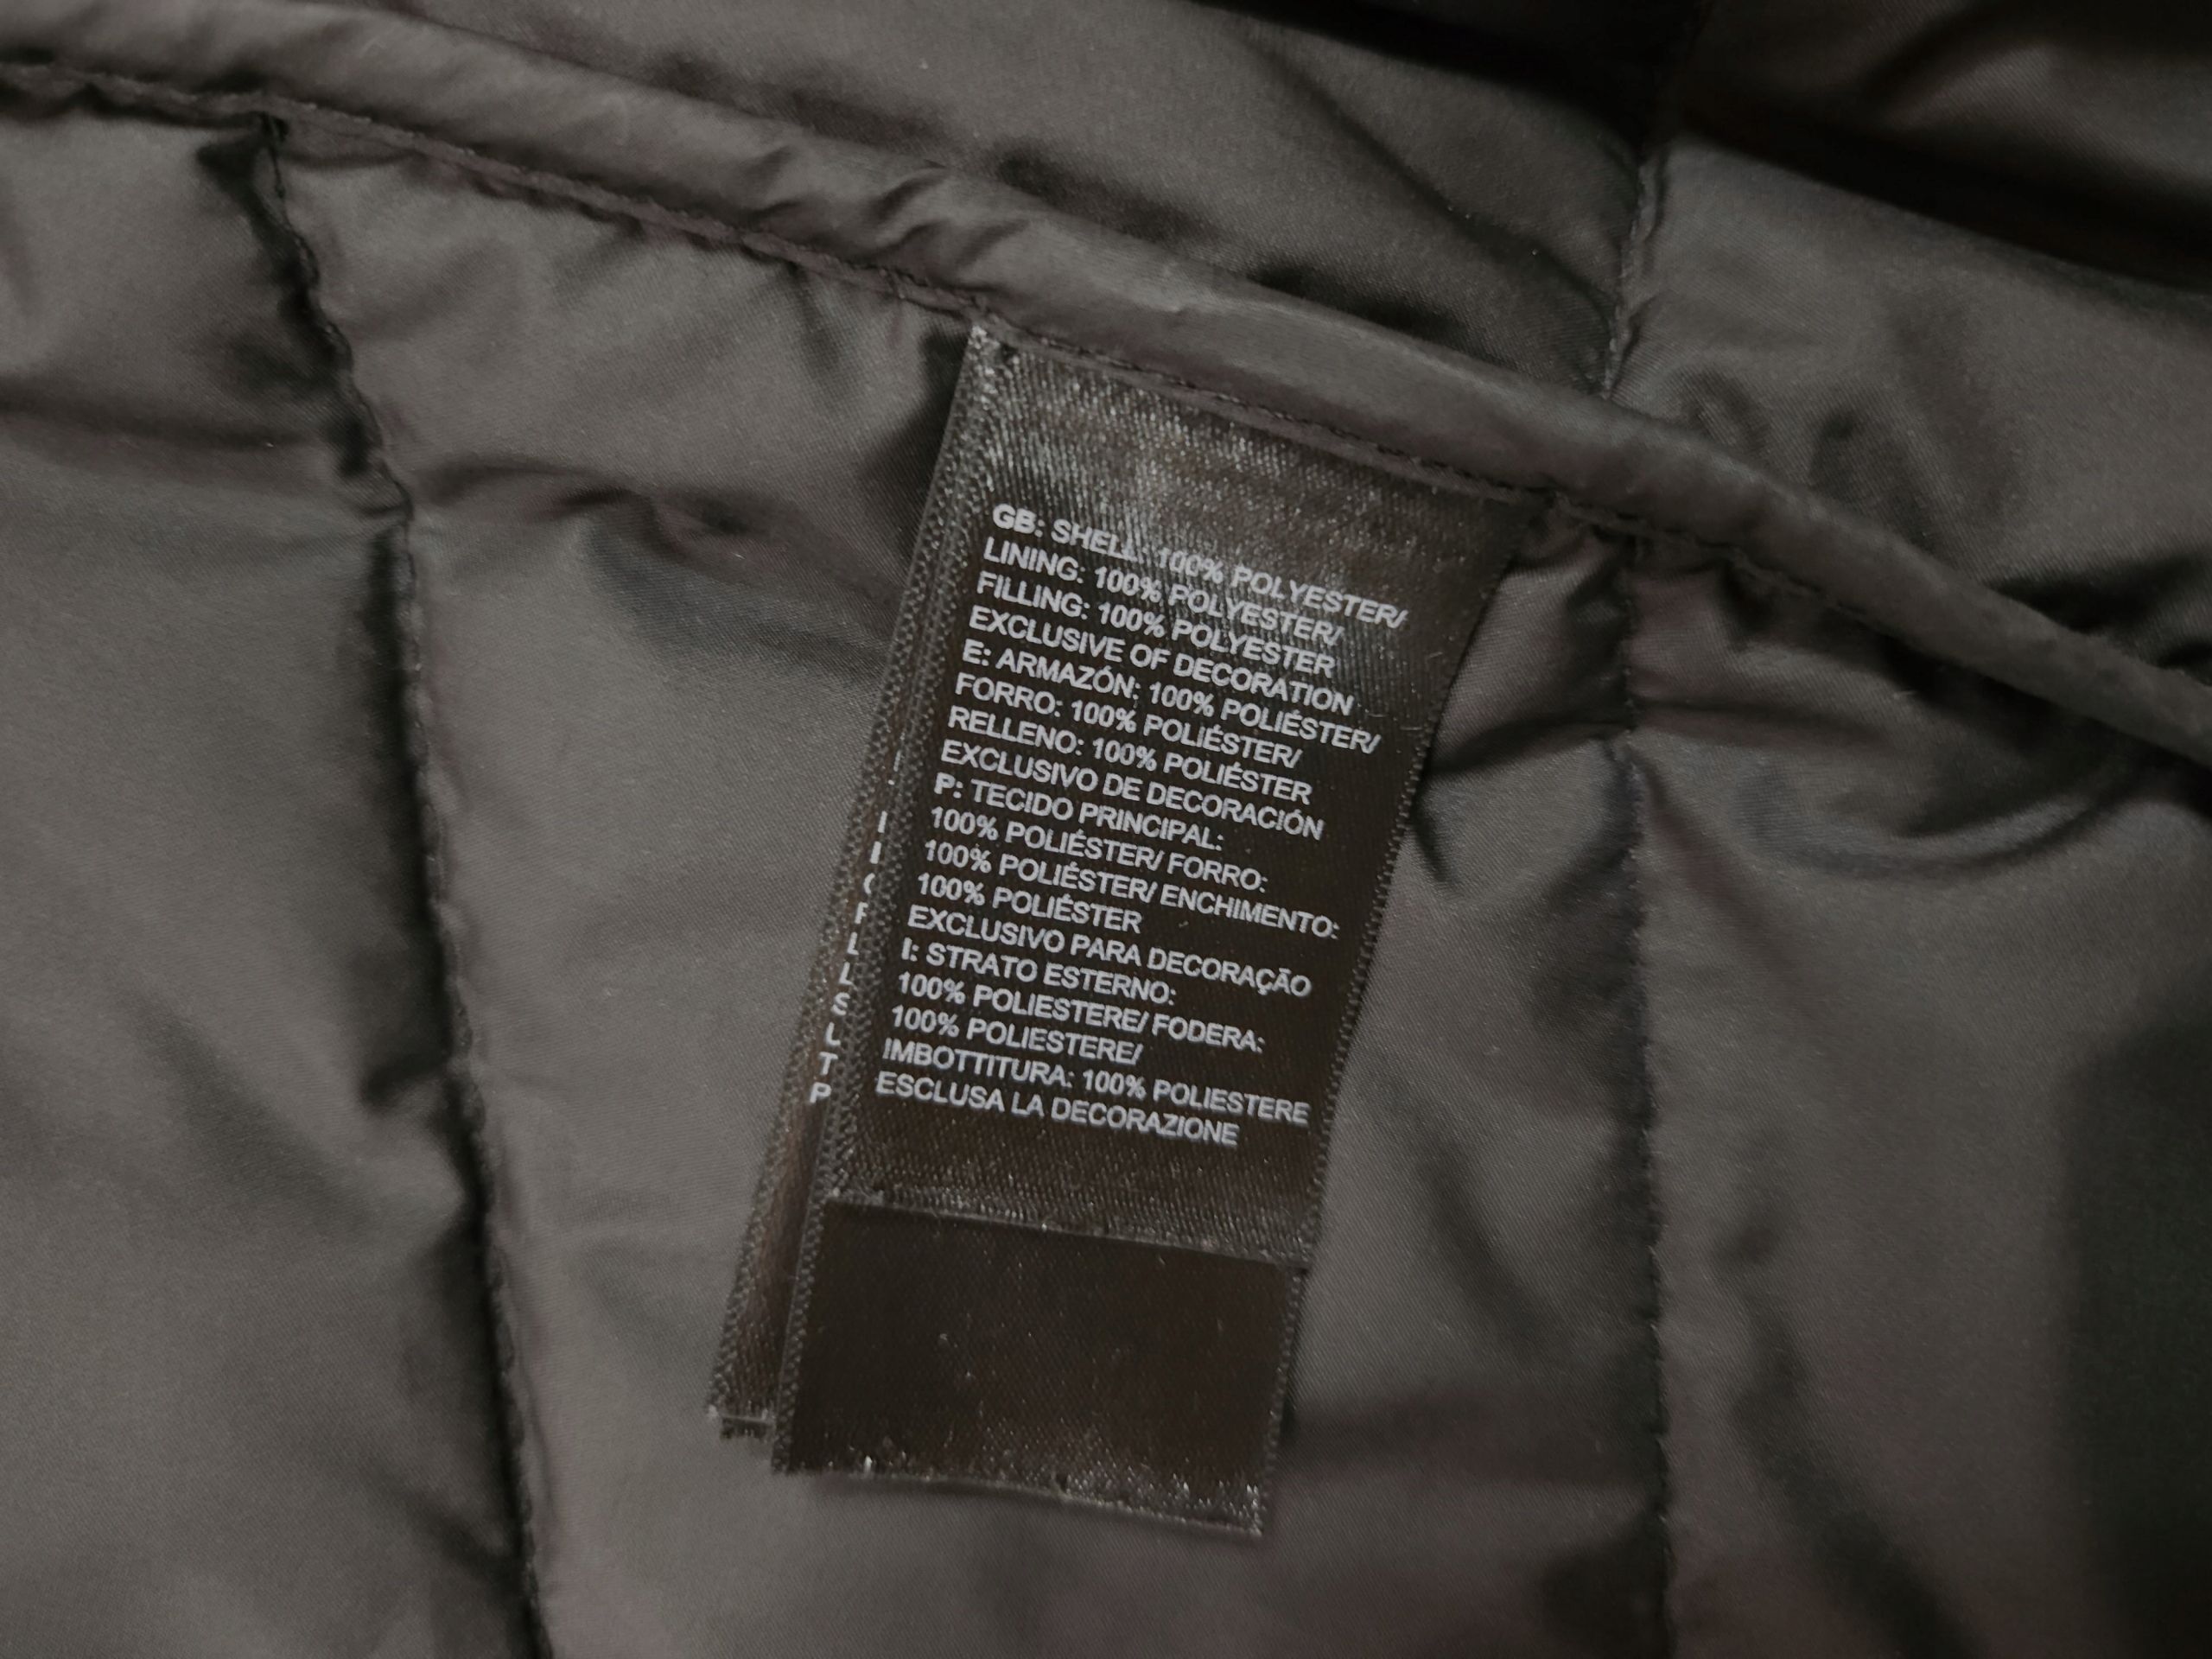 GB: SHELL: 100% POLYESTER/
LINING: 100% POLYESTER/
FILLING: 100% POLYESTER
EXCLUSIVE OF DECORATION
E: ARMAZÓN: 100% POLIÉSTER/
FORRO: 100% POLIÉSTER/
RELLENO: 100% POLIÉSTER
EXCLUSIVO DE DECORACIÓN
P: TECIDO PRINCIPAL:
100% POLIÉSTER/ FORRO:
100% POLIÉSTER/ ENCHIMENTO:
100% POLIÉSTER
EXCLUSIVO PARA DECORAÇÃO
I: STRATO ESTERNO:
100% POLIESTERE/ FODERA:
100% POLIESTERE/
IMBOTTITURA: 100% POLIESTERE
ESCLUSA LA DECORAZIONE